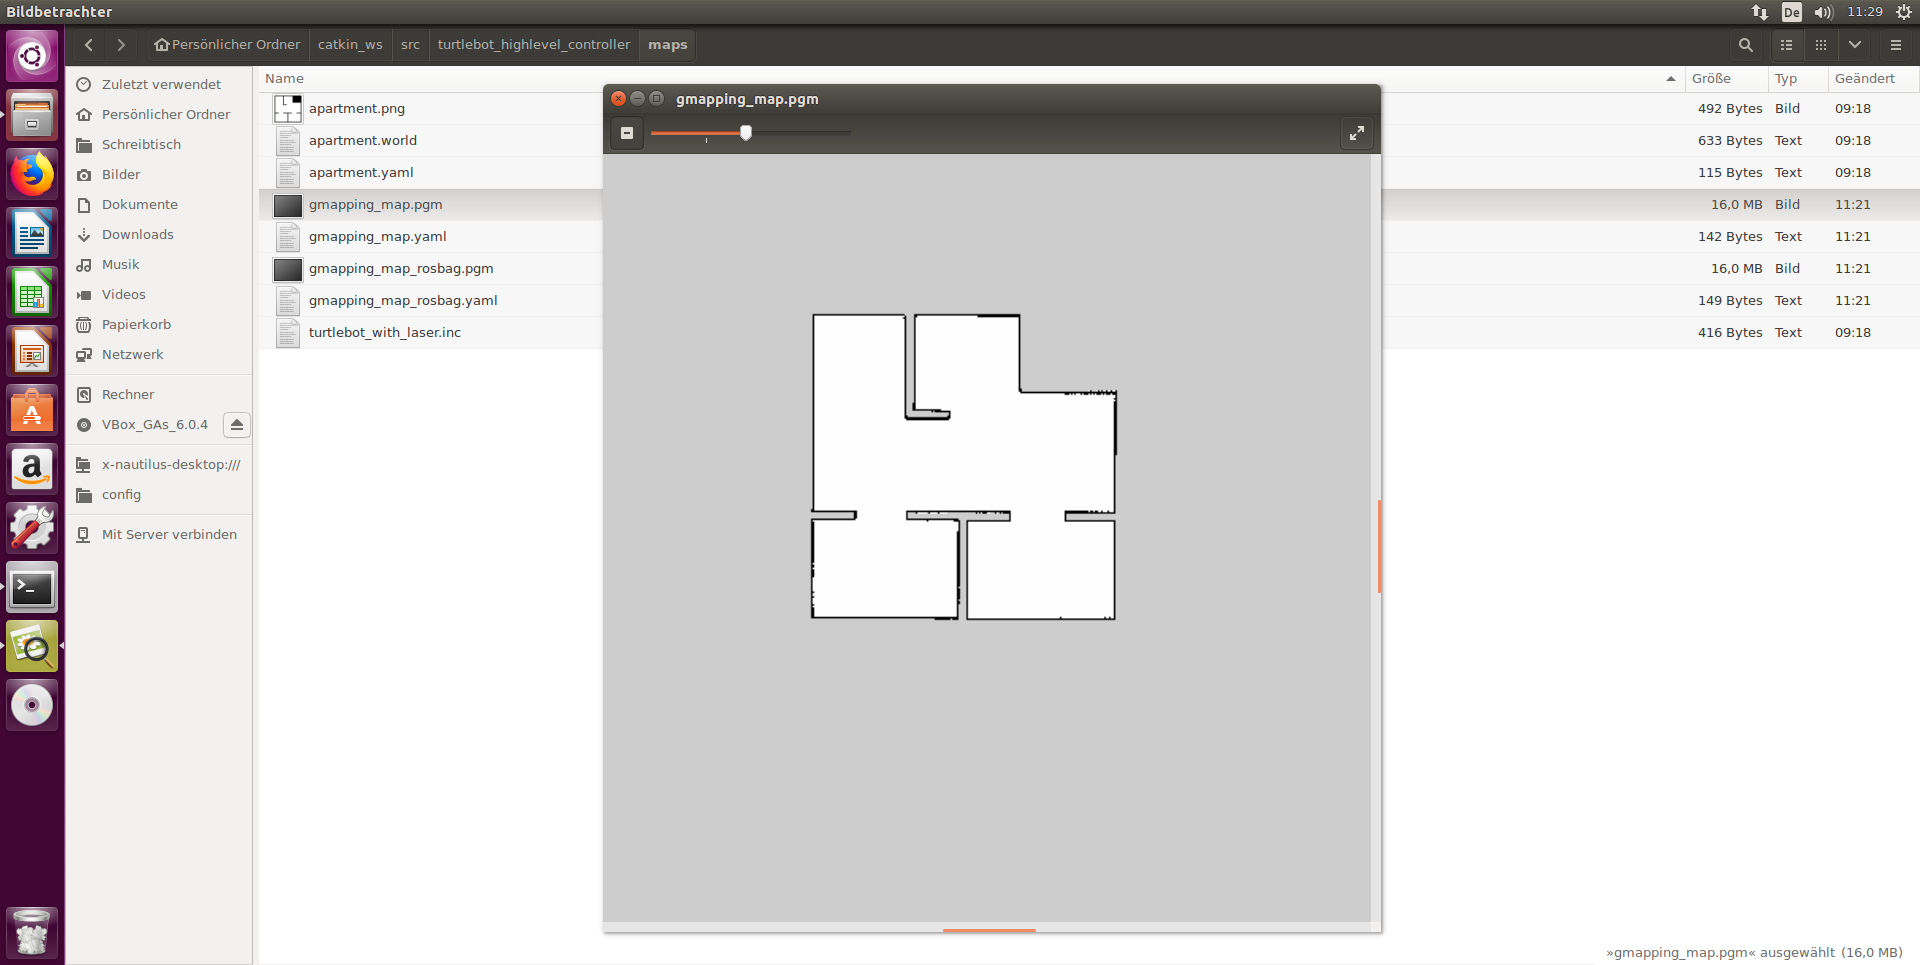 Bildbetrachter De 11:29
Persönlicher Ordner catkin_ws src turtlebot_highlevel_controller maps
Zuletzt verwendet
Persönlicher Ordner
Schreibtisch
Bilder
Dokumente
Downloads
Musik
Videos
Papierkorb
Netzwerk
Rechner
VBox_GAs_6.0.4
x-nautilus-desktop:///
config
Mit Server verbinden
Name Größe Typ Geändert
apartment.png 492 Bytes Bild 09:18
apartment.world 633 Bytes Text 09:18
apartment.yaml 115 Bytes Text 09:18
gmapping_map.pgm 16,0 MB Bild 11:21
gmapping_map.yaml 142 Bytes Text 11:21
gmapping_map_rosbag.pgm 16,0 MB Bild 11:21
gmapping_map_rosbag.yaml 149 Bytes Text 11:21
turtlebot_with_laser.inc 416 Bytes Text 09:18
gmapping_map.pgm
»gmapping_map.pgm« ausgewählt (16,0 MB)